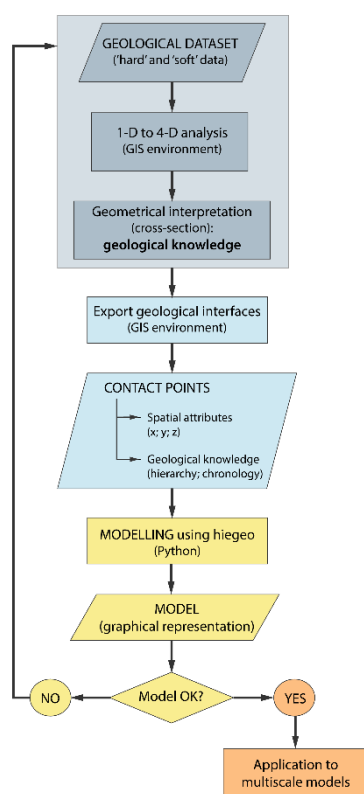 GEOLOGICAL DATASET
('hard' and 'soft' data)
1-D to 4-D analysis
(GIS environment)
Geometrical interpretation
(cross-section):
geological knowledge
Export geological interfaces
(GIS environment)
CONTACT POINTS
Spatial attributes
(x; y; z)
Geological knowledge
(hierarchy; chronology)
MODELLING using hiegeo
(Python)
MODEL
(graphical representation)
NO
Model OK?
YES
Application to
multiscale models